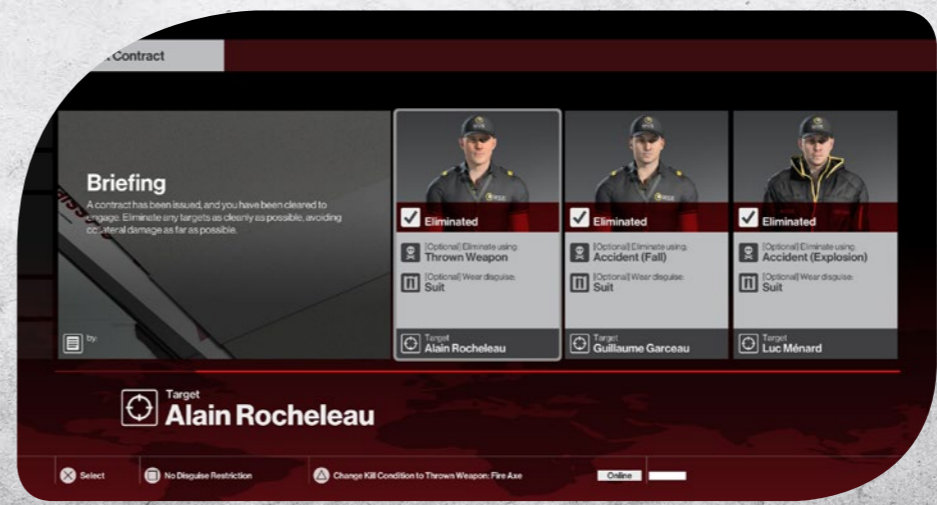 Contract
Briefing
A contract has been issued, and you have been cleared to
engage. Eliminate any targets as cleanly as possible, avoiding
collateral damage as far as possible.
by:
Eliminated
[Optional] Eliminate using:
Thrown Weapon
[Optional] Wear disguise:
Suit
Target
Alain Rocheleau
Eliminated
[Optional] Eliminate using:
Accident (Fall)
[Optional] Wear disguise:
Suit
Target
Guillaume Garceau
Eliminated
[Optional] Eliminate using:
Accident (Explosion)
[Optional] Wear disguise:
Suit
Target
Luc Ménard
Target
Alain Rocheleau
Select
No Disguise Restriction
Change Kill Condition to Thrown Weapon: Fire Axe
Online